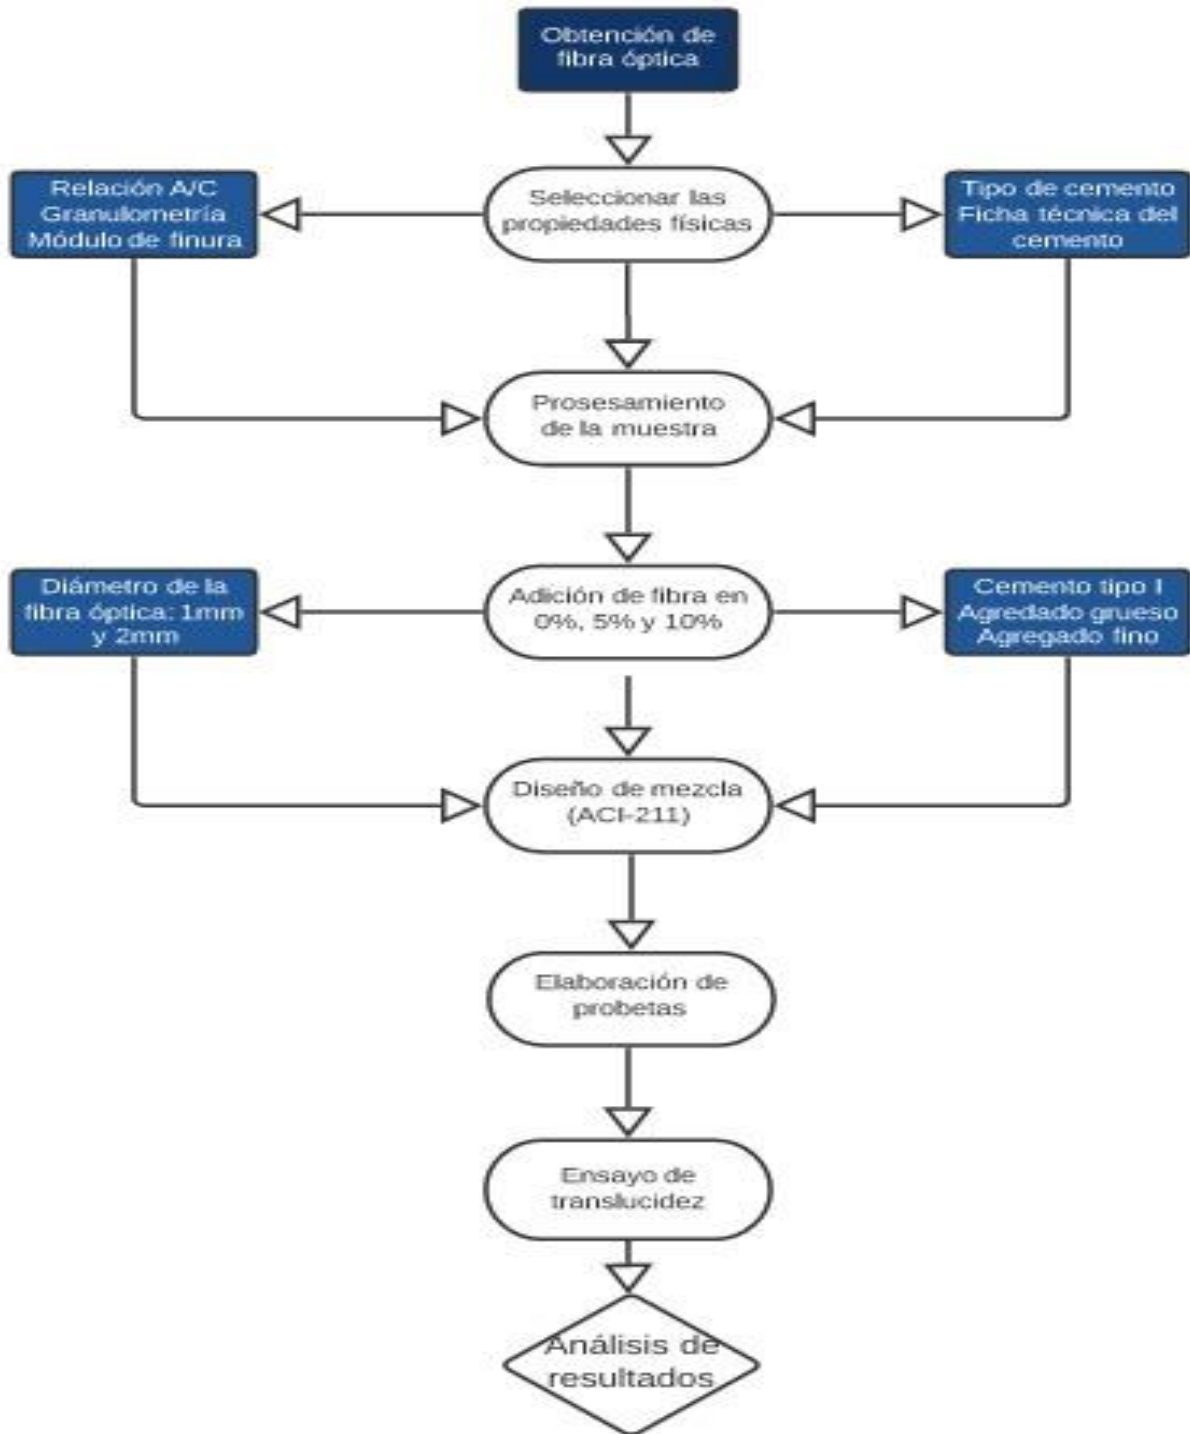 Obtención de
fibra óptica
Relación A/C
Granulometría
Módulo de finura
Seleccionar las
propiedades físicas
Tipo de cemento
Ficha técnica del
cemento
Prosesamiento
de la muestra
Diámetro de la
fibra óptica: 1mm
y 2mm
Adición de fibra en
0%, 5% y 10%
Cemento tipo I
Agredado grueso
Agregado fino
Diseño de mezcla
(ACI-211)
Elaboración de
probetas
Ensayo de
translucidez
Análisis de
resultados